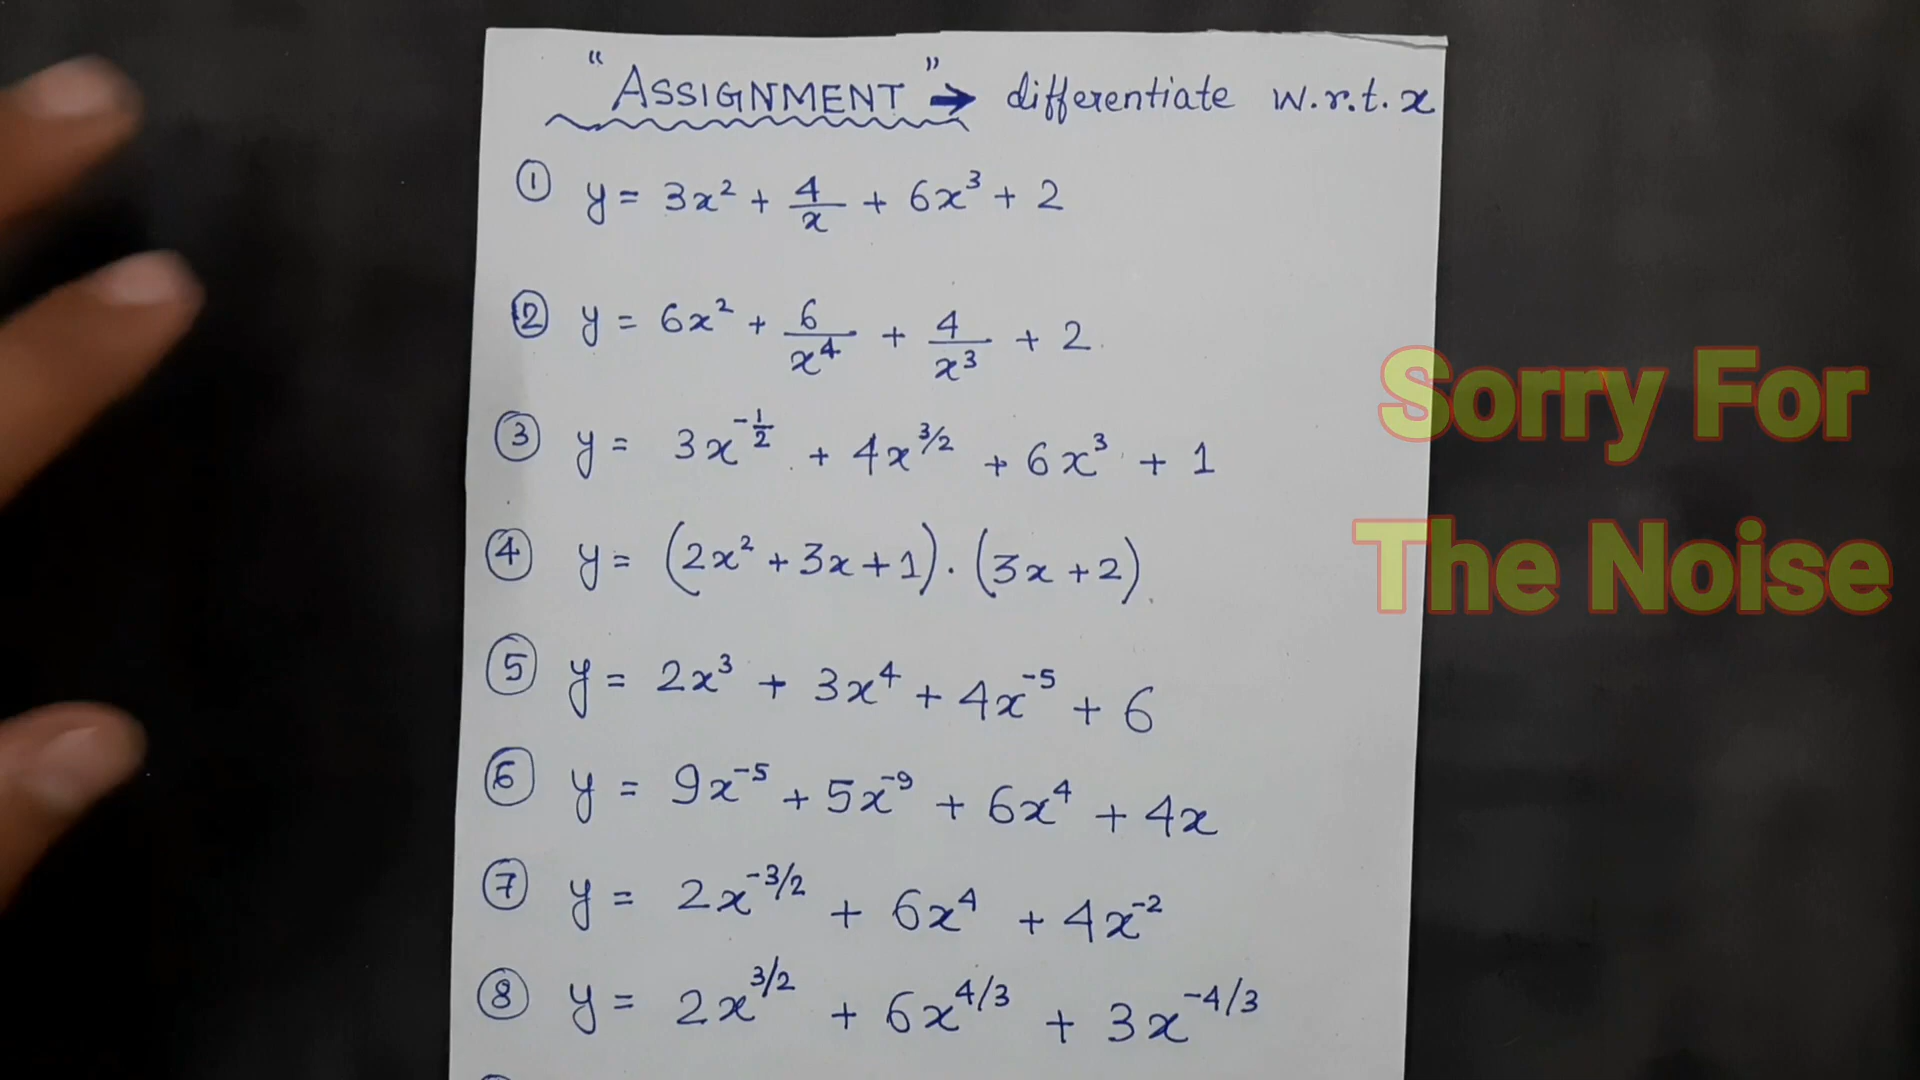 "ASSIGNMENT" → differentiate w.r.t. x
① y = 3x² + 4/x + 6x³ + 2
② y = 6x² + 6/x⁴ + 4/x³ + 2
③ y = 3x^(-1/2) + 4x^(3/2) + 6x³ + 1
④ y = (2x² + 3x + 1) · (3x + 2)
⑤ y = 2x³ + 3x⁴ + 4x⁻⁵ + 6
⑥ y = 9x⁻⁵ + 5x⁻⁹ + 6x⁴ + 4x
⑦ y = 2x^(-3/2) + 6x⁴ + 4x⁻²
⑧ y = 2x^(3/2) + 6x^(4/3) + 3x^(-4/3)
Sorry For
The Noise